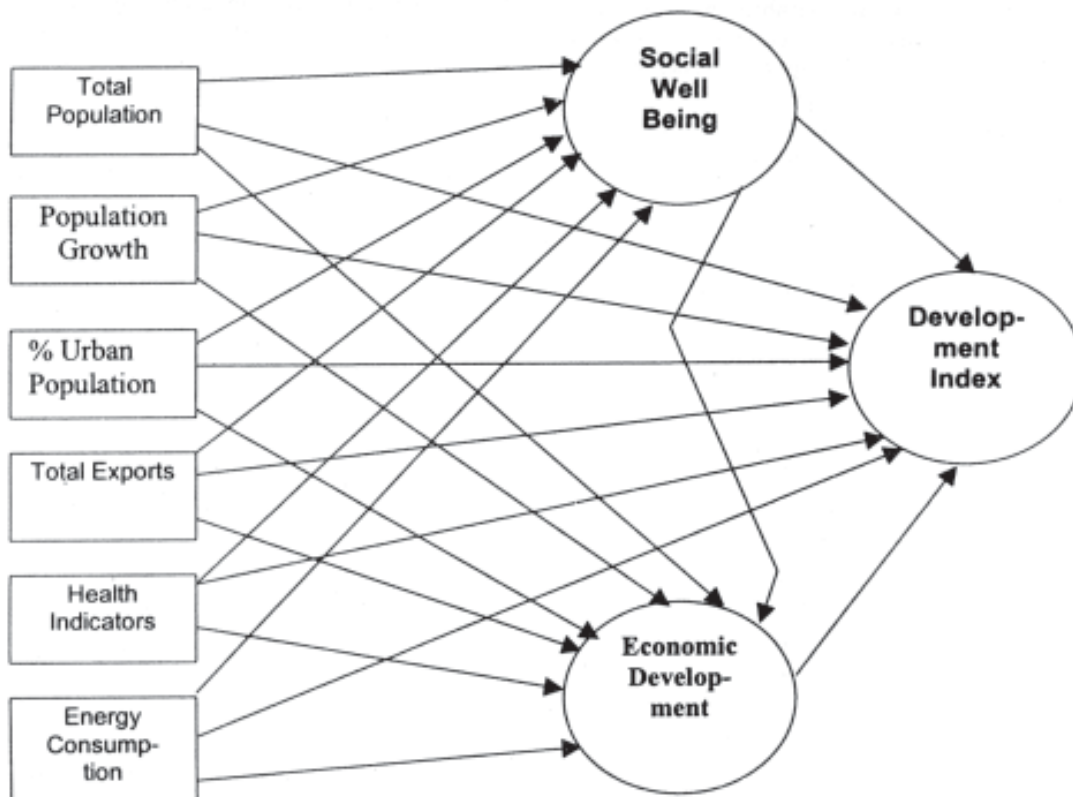 Total
Population
Population
Growth
% Urban
Population
Total Exports
Health
Indicators
Energy
Consump-
tion
Social
Well
Being
Develop-
ment
Index
Economic
Develop-
ment